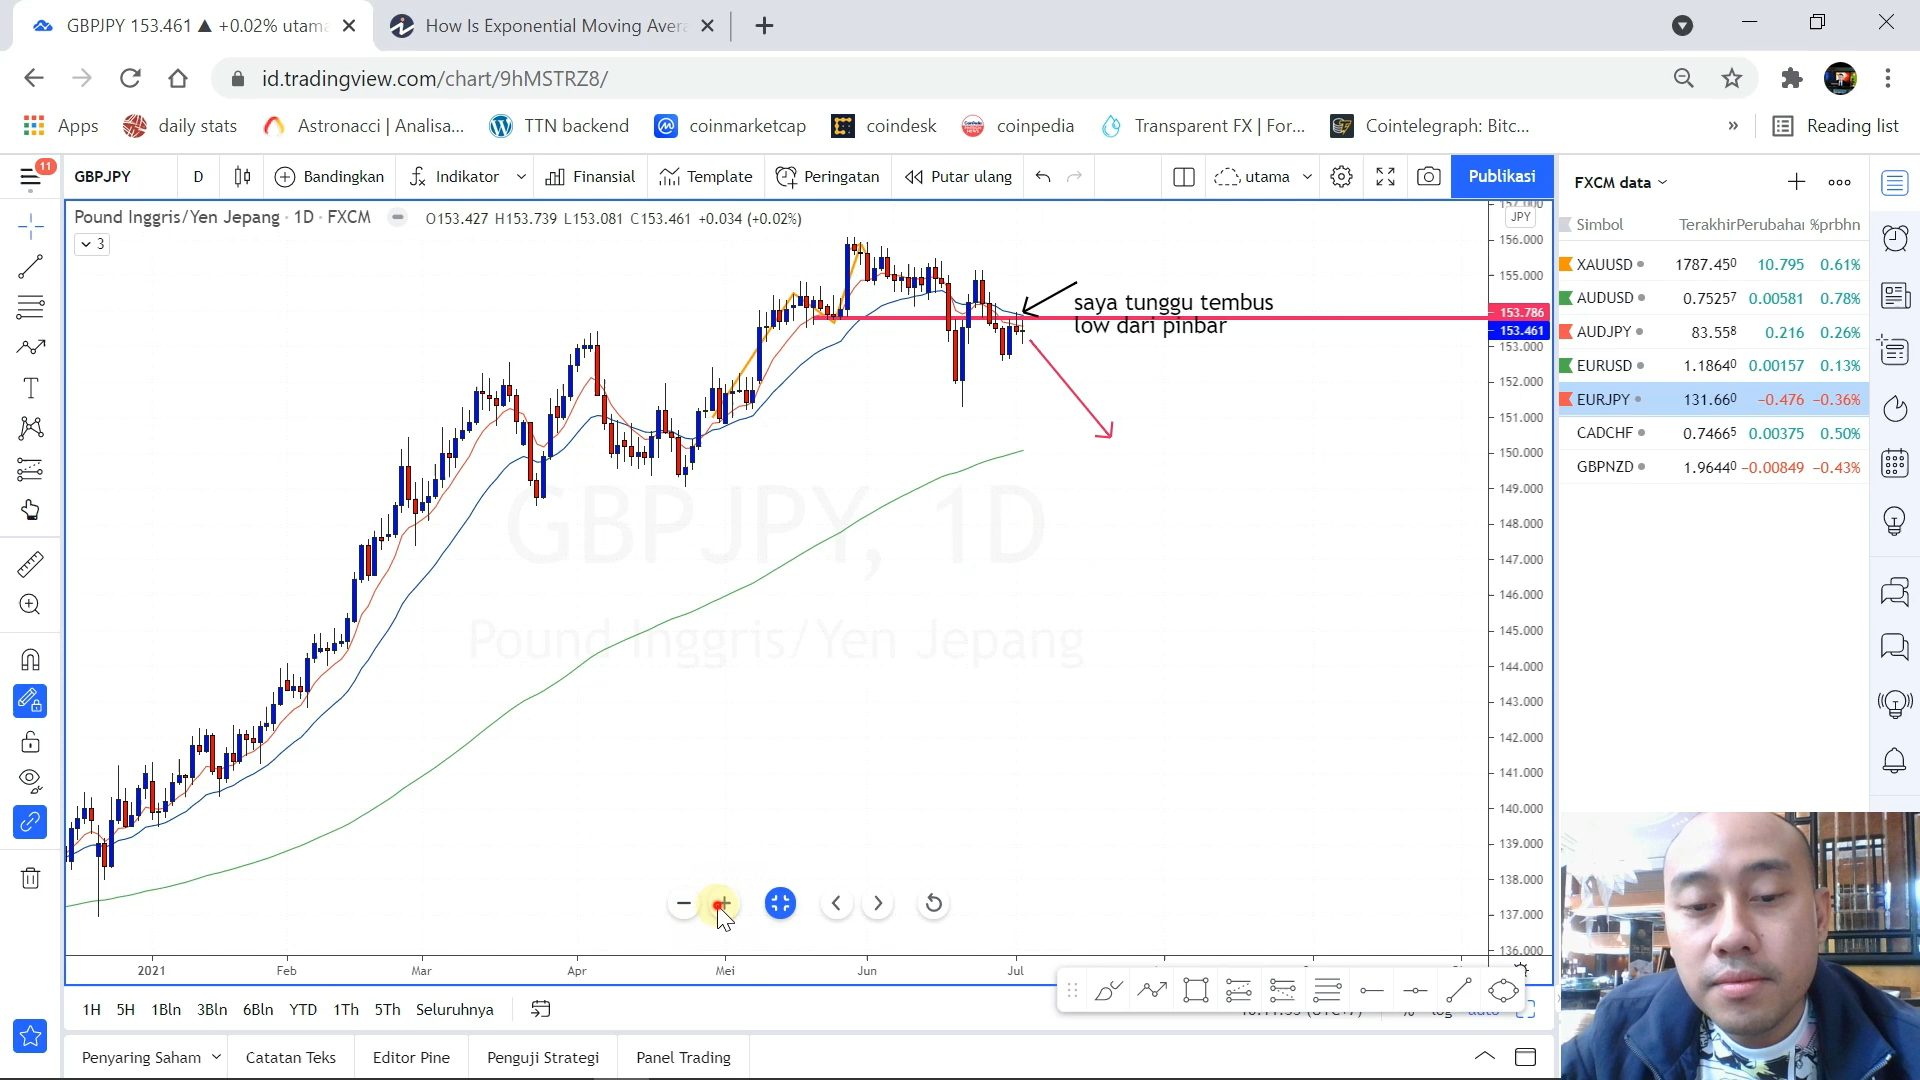 GBPJPY 153.461 ▲ +0.02% utama
How Is Exponential Moving Avera
id.tradingview.com/chart/9hMSTRZ8/
Apps
daily stats
Astronacci | Analisa...
TTN backend
coinmarketcap
coindesk
coinpedia
Transparent FX | For...
Cointelegraph: Bitc...
»
Reading list
11
GBPJPY
D
Bandingkan
Indikator
Finansial
Template
Peringatan
Putar ulang
utama
Publikasi
Pound Inggris/Yen Jepang · 1D · FXCM
O153.427 H153.739 L153.081 C153.461 +0.034 (+0.02%)
3
JPY
156.000
155.000
153.786
153.461
153.000
152.000
151.000
150.000
149.000
148.000
147.000
146.000
145.000
144.000
143.000
142.000
141.000
140.000
139.000
138.000
137.000
136.000
saya tunggu tembus
low dari pinbar
GBPJPY, 1D
Pound Inggris/Yen Jepang
2021 Feb Mar Apr Mei Jun Jul
1H 5H 1Bln 3Bln 6Bln YTD 1Th 5Th Seluruhnya
Penyaring Saham
Catatan Teks
Editor Pine
Penguji Strategi
Panel Trading
FXCM data
Simbol Terakhir Perubahan %prbhn
XAUUSD 1787.450 10.795 0.61%
AUDUSD 0.75257 0.00581 0.78%
AUDJPY 83.558 0.216 0.26%
EURUSD 1.18640 0.00157 0.13%
EURJPY 131.660 −0.476 −0.36%
CADCHF 0.74665 0.00375 0.50%
GBPNZD 1.96440 −0.00849 −0.43%